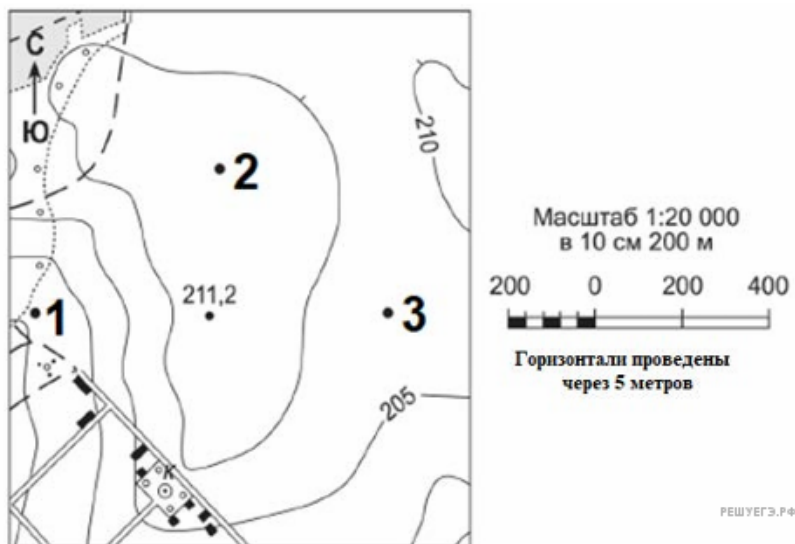 С
Ю
2
210
Масштаб 1:20 000
в 10 см 200 м
200 0 200 400
211,2
1
3
Горизонтали проведены
через 5 метров
205
К
РЕШУЕГЭ.РФ